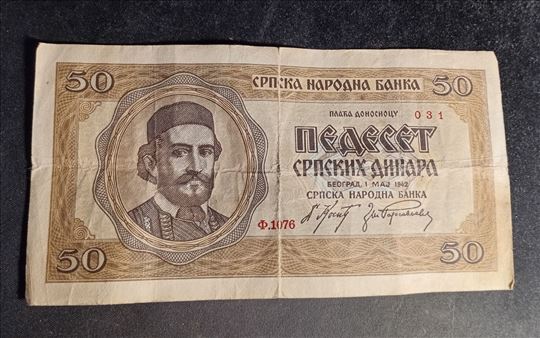 50 СРПСКА НАРОДНА БАНКА 50
ПЛАЋА ДОНОСИОЦУ 031
ПЕДЕСЕТ
СРПСКИХ ДИНАРА
БЕОГРАД, 1 МАЈ 1942
СРПСКА НАРОДНА БАНКА
Ф.1076
50 50